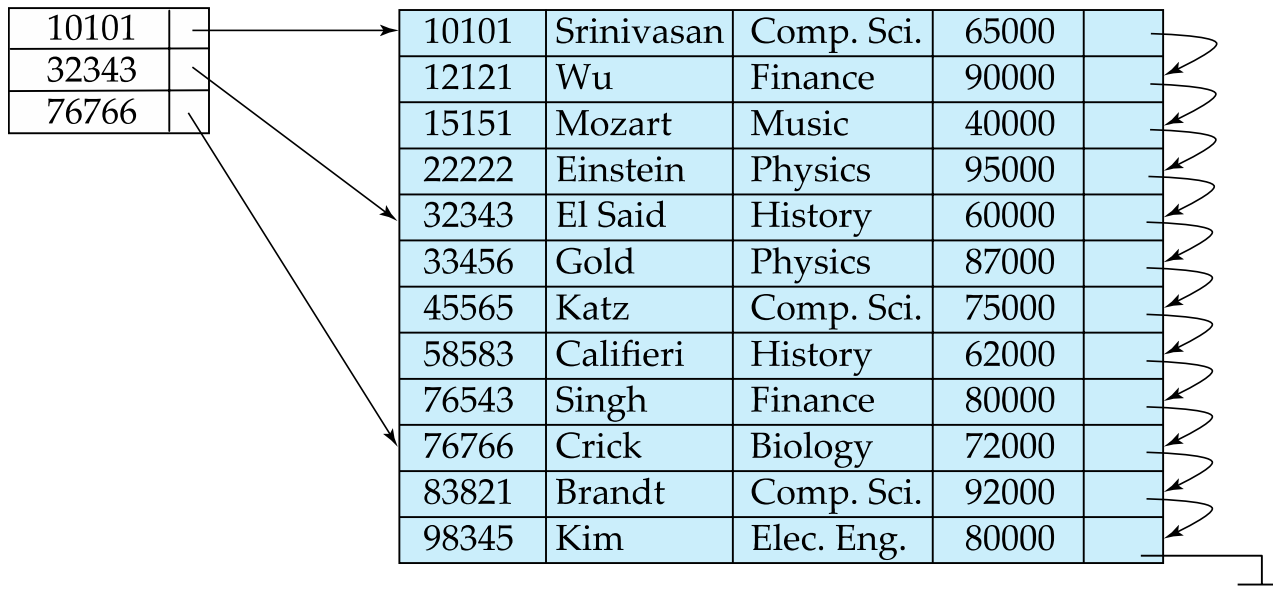 10101
32343
76766
10101 Srinivasan Comp. Sci. 65000
12121 Wu Finance 90000
15151 Mozart Music 40000
22222 Einstein Physics 95000
32343 El Said History 60000
33456 Gold Physics 87000
45565 Katz Comp. Sci. 75000
58583 Califieri History 62000
76543 Singh Finance 80000
76766 Crick Biology 72000
83821 Brandt Comp. Sci. 92000
98345 Kim Elec. Eng. 80000